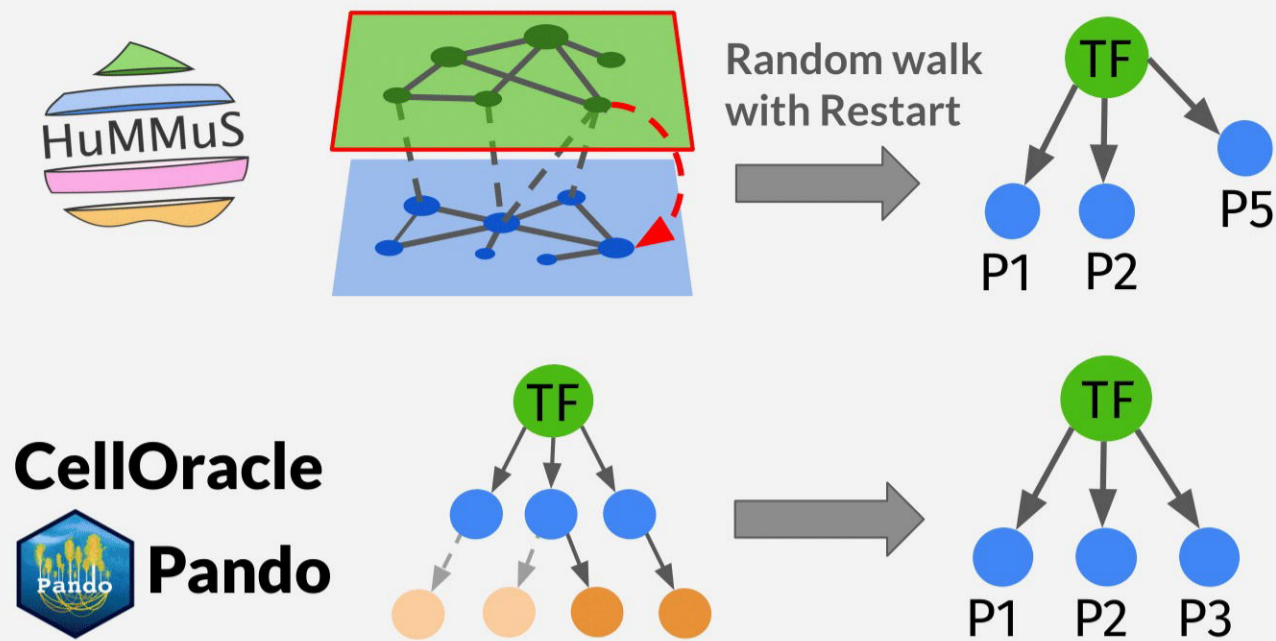 HuMMuS
Random walk
with Restart
TF
P5
P1 P2
TF
TF
CellOracle
Pando
Pando
P1 P2 P3